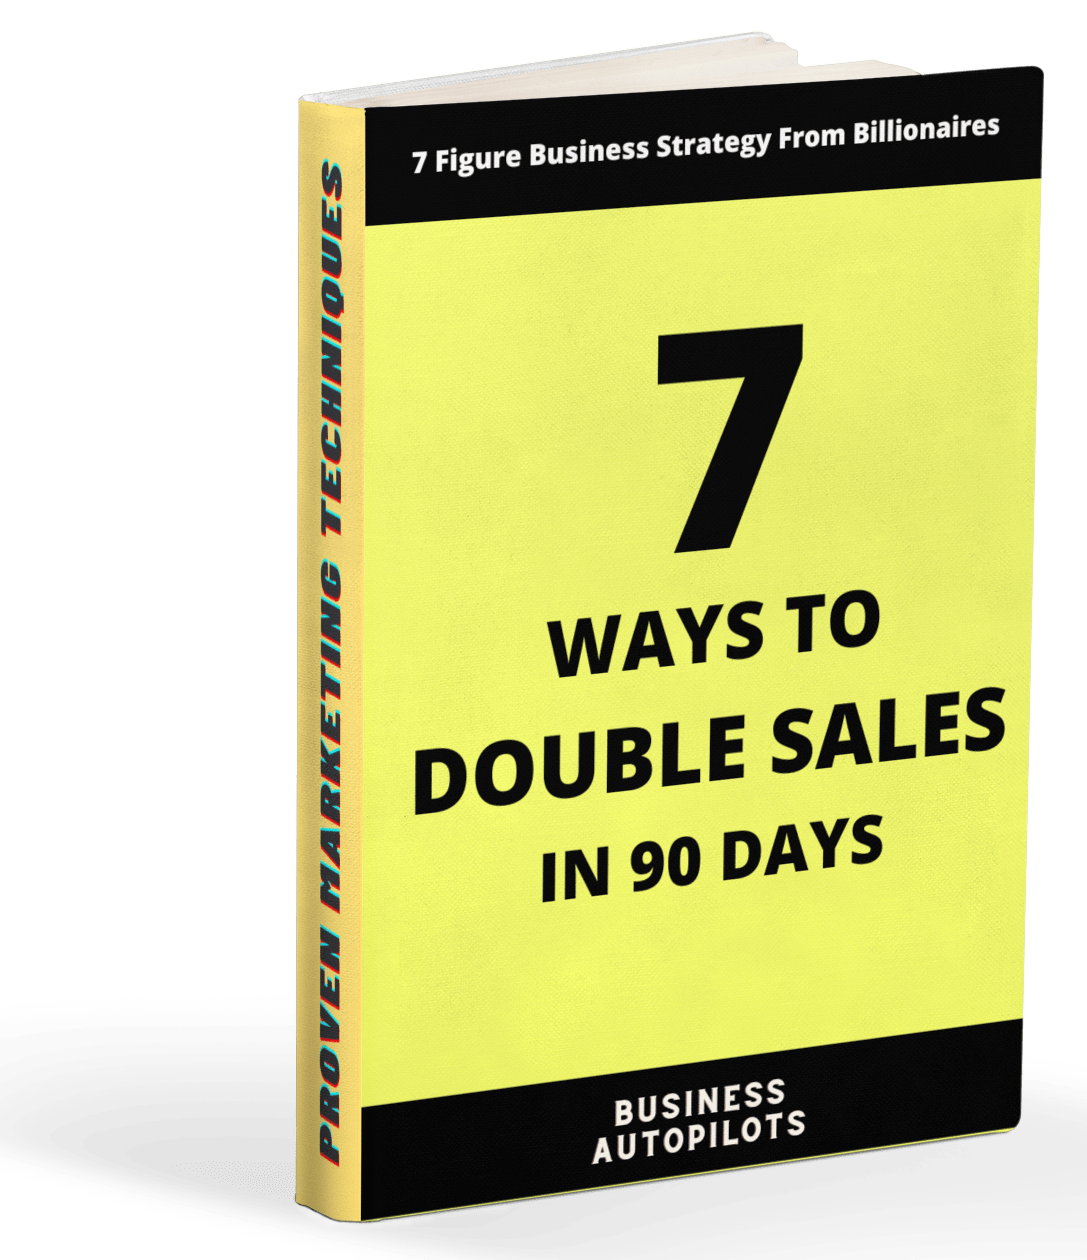 7 Figure Business Strategy From Billionaires
7
WAYS TO
DOUBLE SALES
IN 90 DAYS
BUSINESS
AUTOPILOTS
PROVEN MARKETING TECHNIQUES